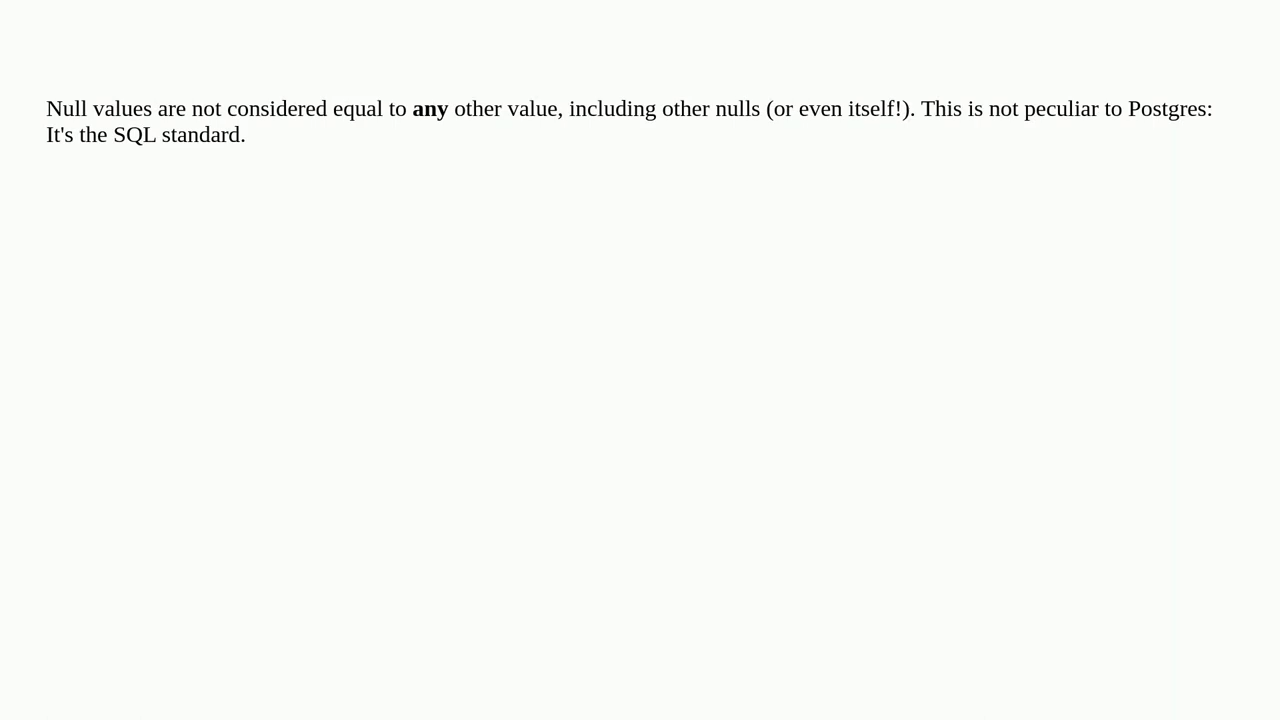 Null values are not considered equal to any other value, including other nulls (or even itself!). This is not peculiar to Postgres:
It's the SQL standard.